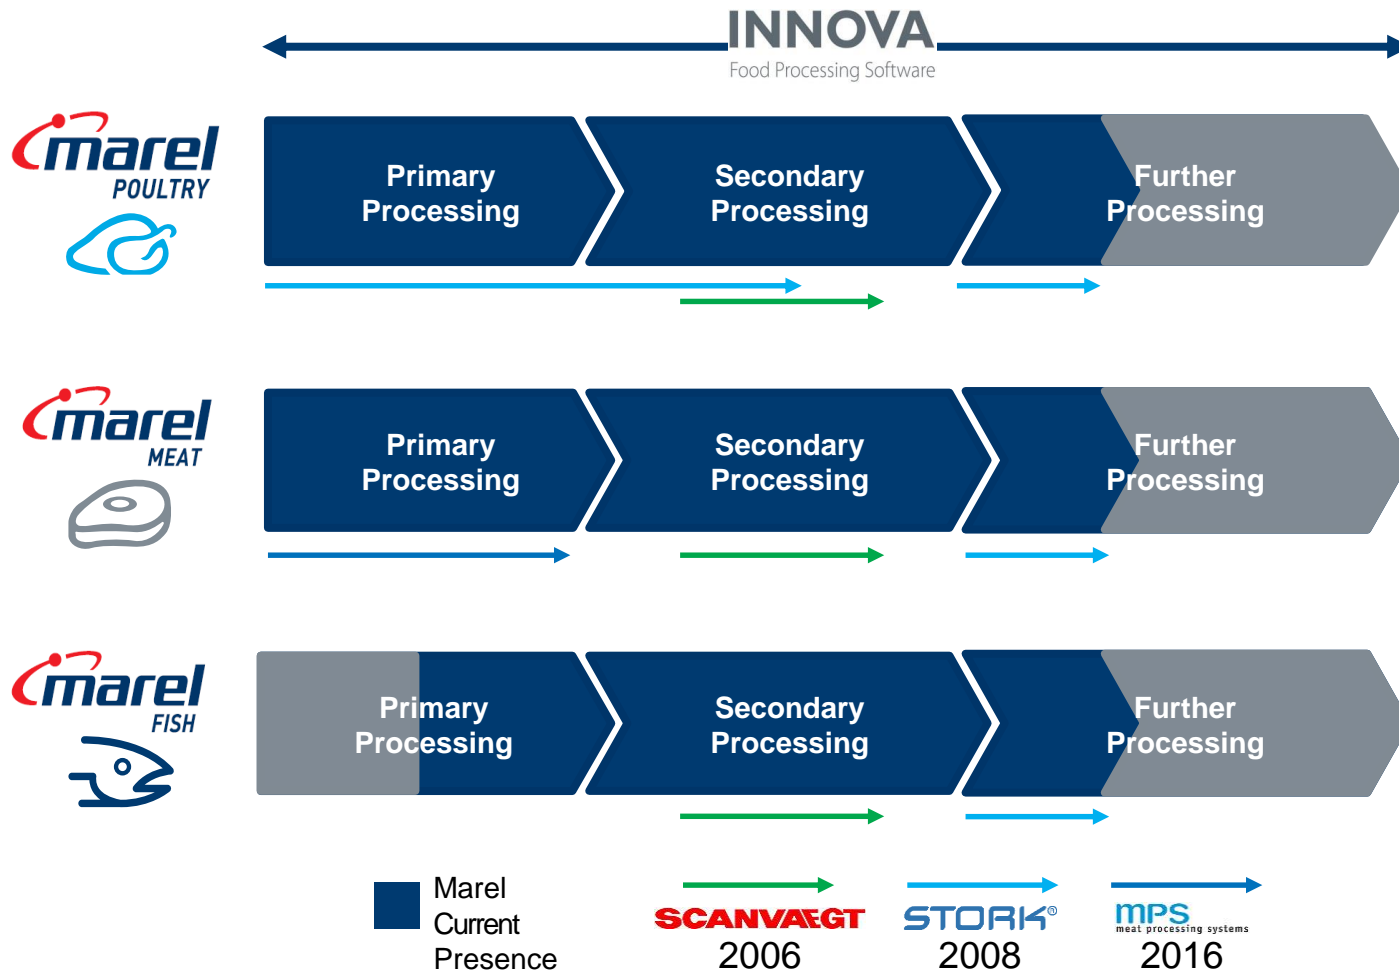 INNOVA
Food Processing Software
marel
POULTRY
Primary
Processing
Secondary
Processing
Further
Processing
marel
MEAT
Primary
Processing
Secondary
Processing
Further
Processing
marel
FISH
Primary
Processing
Secondary
Processing
Further
Processing
Marel
Current
Presence
SCANVAEGT
2006
STORK®
2008
MPS
meat processing systems
2016